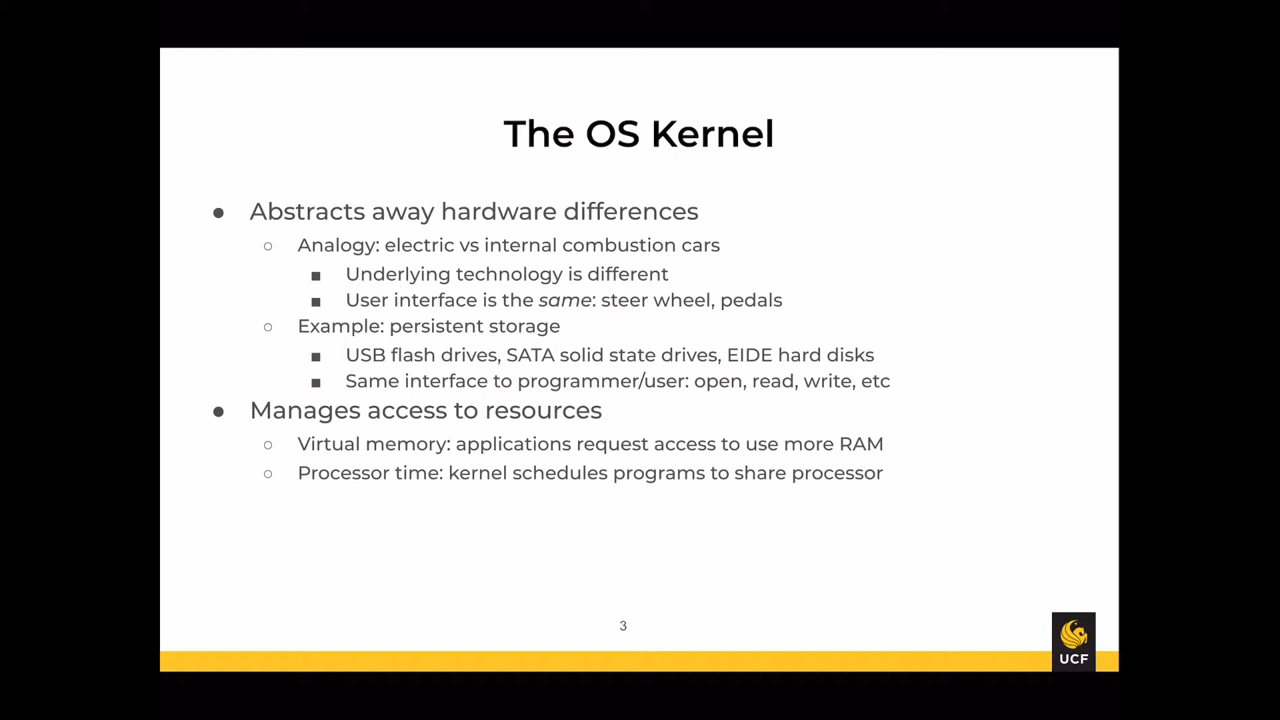 The OS Kernel
● Abstracts away hardware differences
○ Analogy: electric vs internal combustion cars
■ Underlying technology is different
■ User interface is the same: steer wheel, pedals
○ Example: persistent storage
■ USB flash drives, SATA solid state drives, EIDE hard disks
■ Same interface to programmer/user: open, read, write, etc
● Manages access to resources
○ Virtual memory: applications request access to use more RAM
○ Processor time: kernel schedules programs to share processor
3
UCF